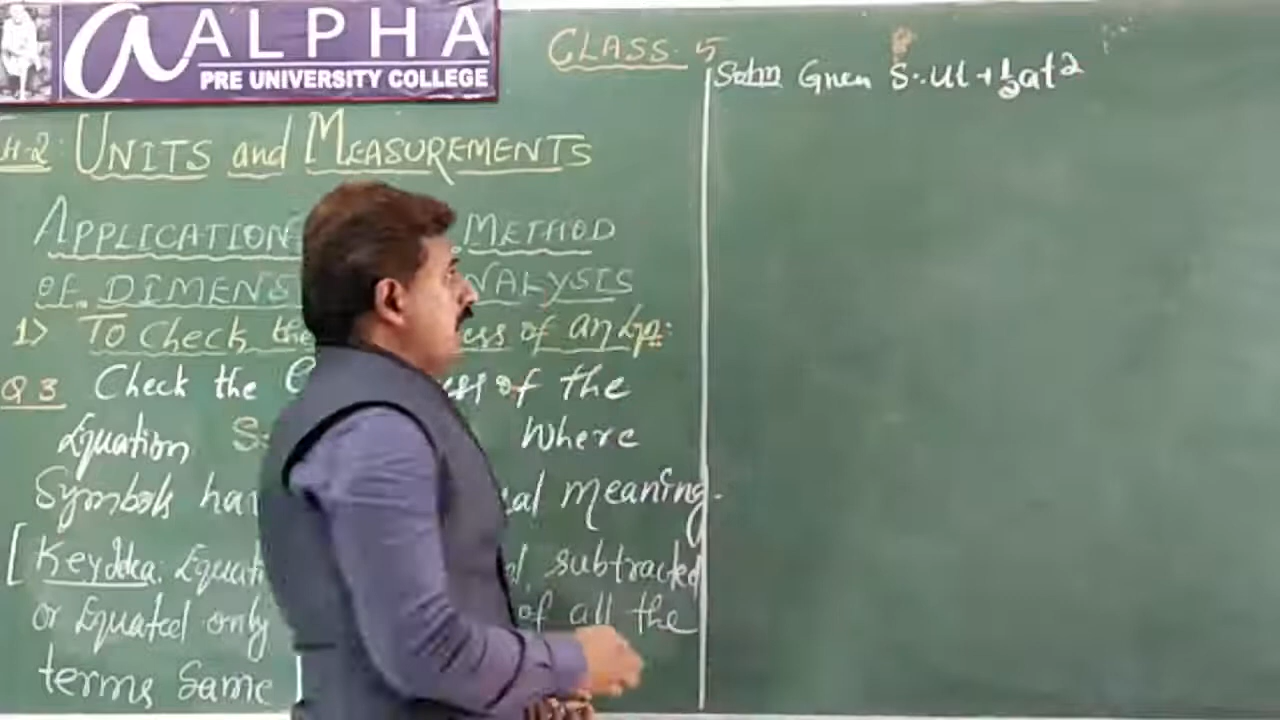 ALPHA
PRE UNIVERSITY COLLEGE
CLASS 5
H-2: UNITS and MEASUREMENTS
APPLICATION METHOD
of DIMENS NALYSIS
1> To Check the ess of an Eqn:
Q3 Check the C ess of the
Equation S= Where
Symbols hav al meaning.
[Key Idea: Equati d, subtracted
or Equated only of all the
terms Same
Soln Given S = ut + ½at²